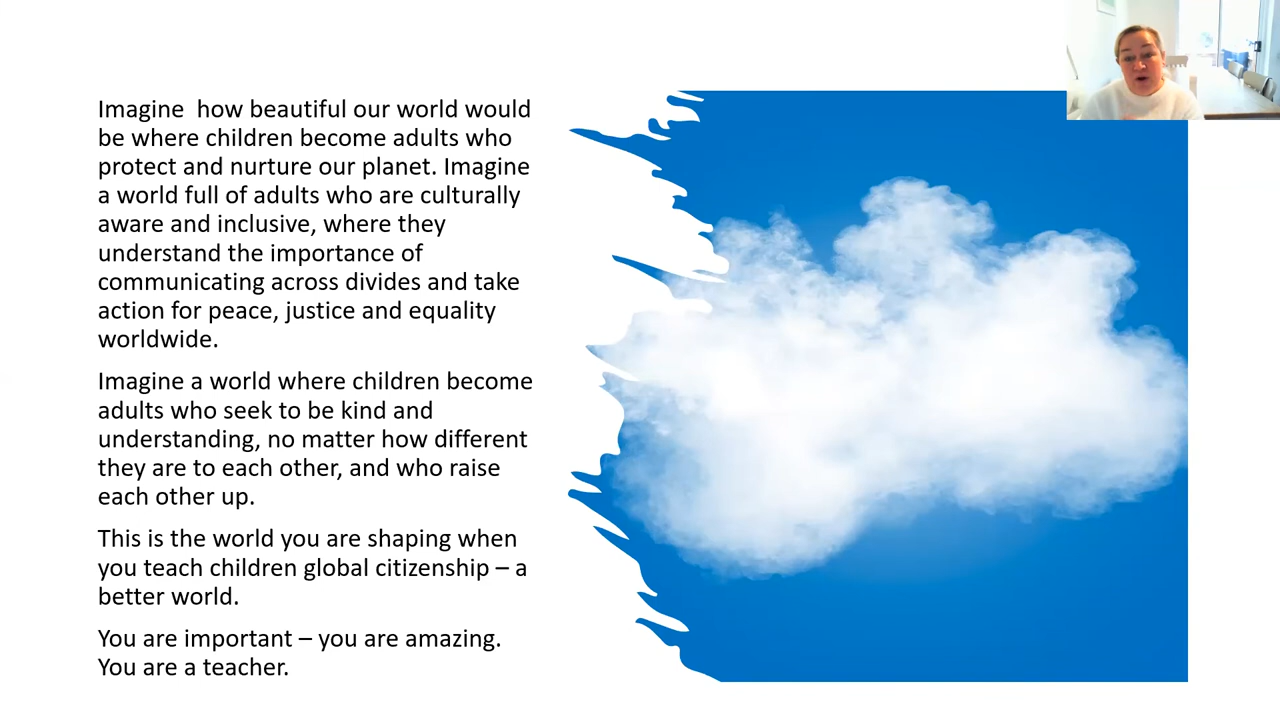 Imagine  how beautiful our world would
be where children become adults who
protect and nurture our planet. Imagine
a world full of adults who are culturally
aware and inclusive, where they
understand the importance of
communicating across divides and take
action for peace, justice and equality
worldwide.
Imagine a world where children become
adults who seek to be kind and
understanding, no matter how different
they are to each other, and who raise
each other up.
This is the world you are shaping when
you teach children global citizenship – a
better world.
You are important – you are amazing.
You are a teacher.